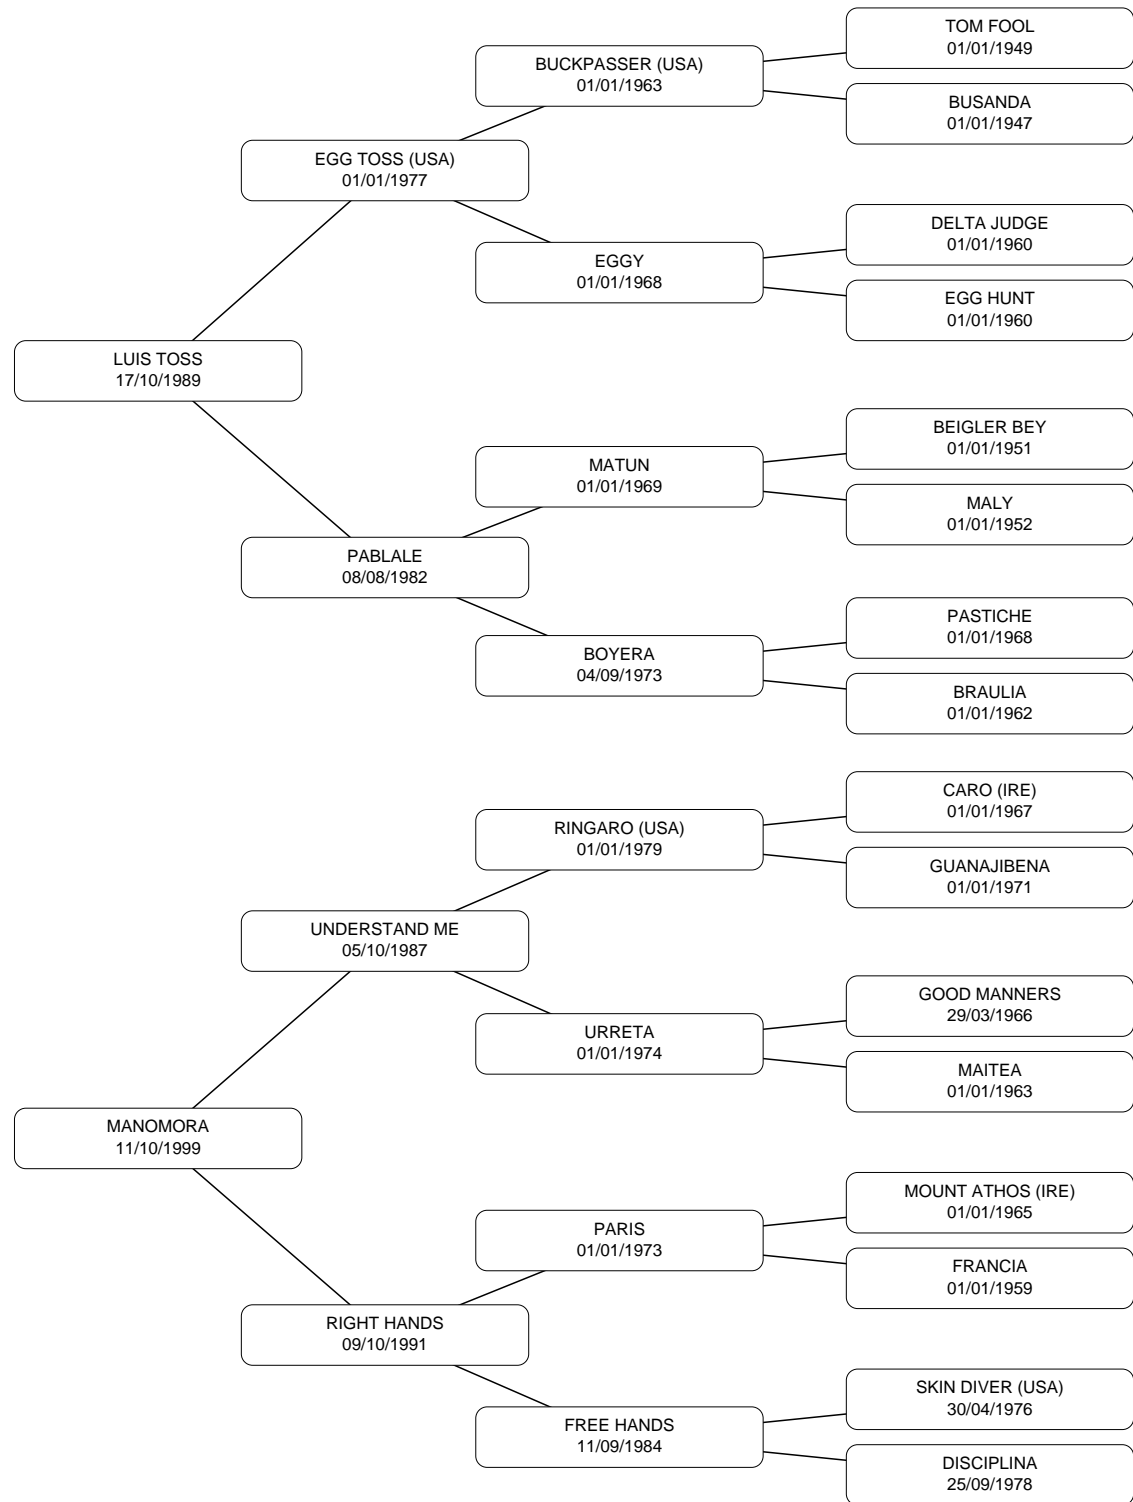 TOM FOOL
01/01/1949
BUCKPASSER (USA)
01/01/1963
BUSANDA
01/01/1947
EGG TOSS (USA)
01/01/1977
DELTA JUDGE
01/01/1960
EGGY
01/01/1968
EGG HUNT
01/01/1960
LUIS TOSS
17/10/1989
BEIGLER BEY
01/01/1951
MATUN
01/01/1969
MALY
01/01/1952
PABLALE
08/08/1982
PASTICHE
01/01/1968
BOYERA
04/09/1973
BRAULIA
01/01/1962
CARO (IRE)
01/01/1967
RINGARO (USA)
01/01/1979
GUANAJIBENA
01/01/1971
UNDERSTAND ME
05/10/1987
GOOD MANNERS
29/03/1966
URRETA
01/01/1974
MAITEA
01/01/1963
MANOMORA
11/10/1999
MOUNT ATHOS (IRE)
01/01/1965
PARIS
01/01/1973
FRANCIA
01/01/1959
RIGHT HANDS
09/10/1991
SKIN DIVER (USA)
30/04/1976
FREE HANDS
11/09/1984
DISCIPLINA
25/09/1978